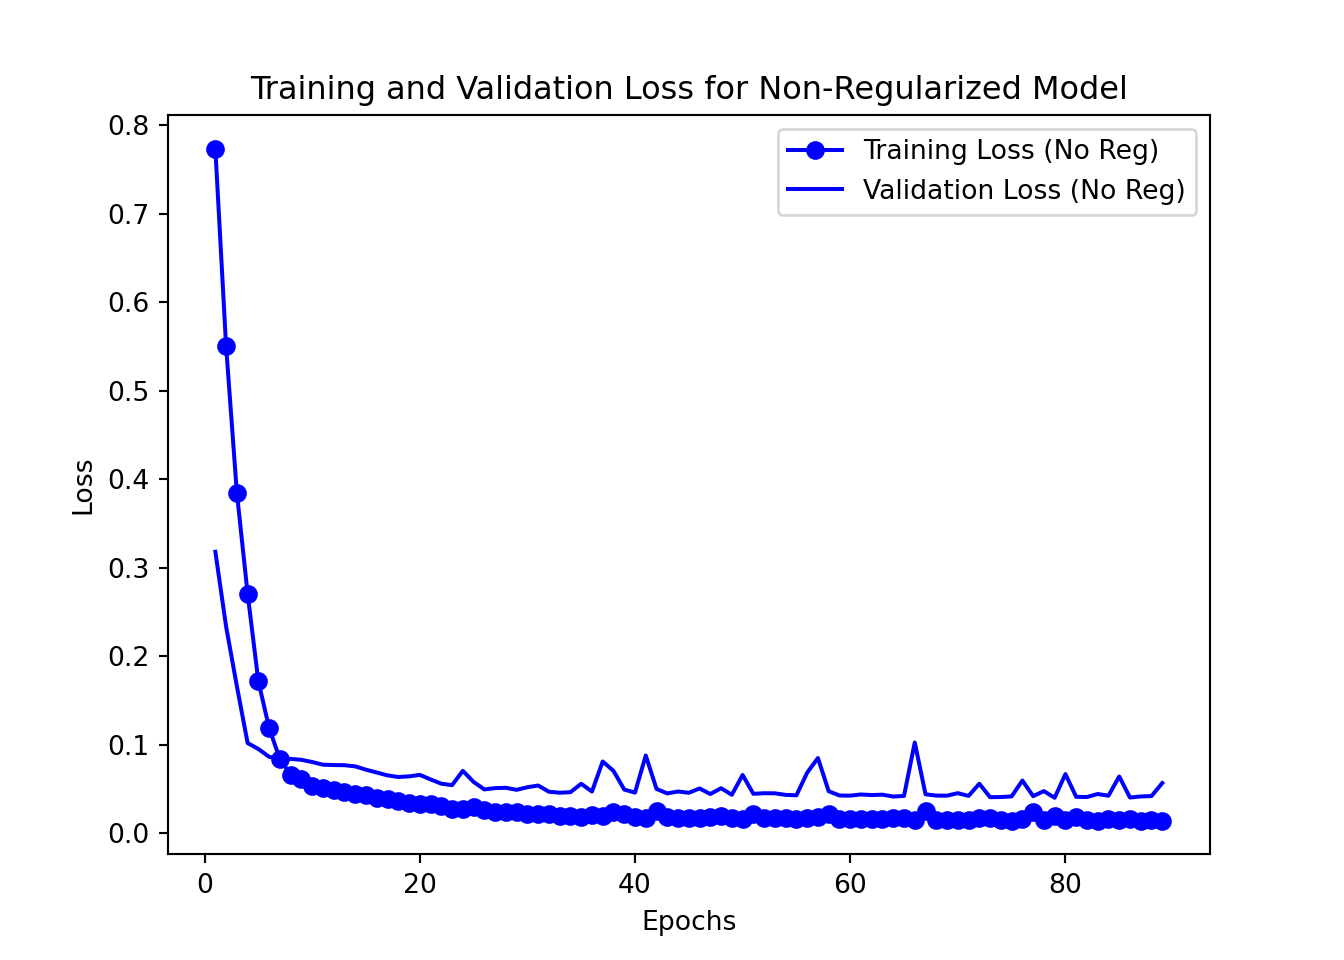 Training and Validation Loss for Non-Regularized Model
Training Loss (No Reg)
Validation Loss (No Reg)
Loss
0.8
0.7
0.6
0.5
0.4
0.3
0.2
0.1
0.0
0 20 40 60 80
Epochs